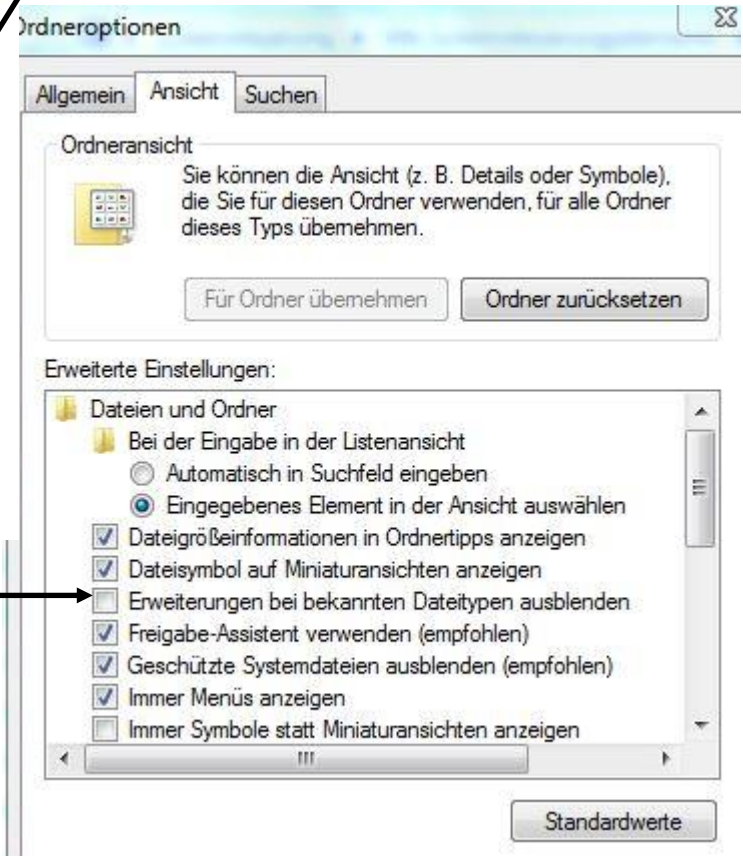 Ordneroptionen
Allgemein Ansicht Suchen
Ordneransicht
Sie können die Ansicht (z. B. Details oder Symbole),
die Sie für diesen Ordner verwenden, für alle Ordner
dieses Typs übernehmen.
Für Ordner übernehmen Ordner zurücksetzen
Erweiterte Einstellungen:
Dateien und Ordner
Bei der Eingabe in der Listenansicht
Automatisch in Suchfeld eingeben
Eingegebenes Element in der Ansicht auswählen
Dateigrößeinformationen in Ordnertipps anzeigen
Dateisymbol auf Miniaturansichten anzeigen
Erweiterungen bei bekannten Dateitypen ausblenden
Freigabe-Assistent verwenden (empfohlen)
Geschützte Systemdateien ausblenden (empfohlen)
Immer Menüs anzeigen
Immer Symbole statt Miniaturansichten anzeigen
Standardwerte